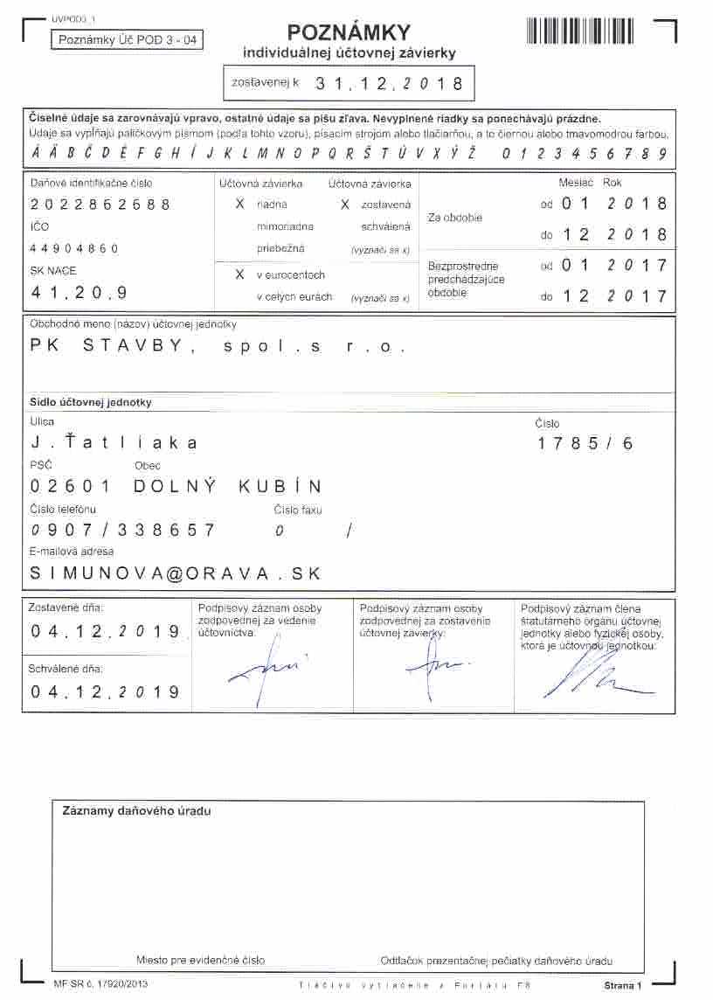 UVPOD3_1
Poznámky Úč POD 3 - 04
POZNÁMKY
individuálnej účtovnej závierky
zostavenej k 31.12.2018
Číselné údaje sa zarovnávajú vpravo, ostatné údaje sa píšu zľava. Nevyplnené riadky sa ponechávajú prázdne.
Údaje sa vypĺňajú paličkovým písmom (podľa tohto vzoru), písacím strojom alebo tlačiarňou, a to čiernou alebo tmavomodrou farbou.
Á Ä B Č D É F G H Í J K L M N O P Q R Š T Ú V X Ý Ž 0 1 2 3 4 5 6 7 8 9
Daňové identifikačné číslo
2022862688
IČO
44904860
SK NACE
41.20.9
Účtovná závierka
X riadna
mimoriadna
priebežná
Účtovná závierka
X zostavená
schválená
(vyznačí sa x)
X v eurocentoch
v celých eurách (vyznačí sa x)
Mesiac Rok
Za obdobie
od 01 2018
do 12 2018
Bezprostredne predchádzajúce obdobie
od 01 2017
do 12 2017
Obchodné meno (názov) účtovnej jednotky
PK STAVBY, spol.s r.o.
Sídlo účtovnej jednotky
Ulica
J.Ťatliaka
Číslo
1785/6
PSČ Obec
02601 DOLNÝ KUBÍN
Číslo telefónu Číslo faxu
0907/338657 0 /
E-mailová adresa
SIMUNOVA@ORAVA.SK
Zostavené dňa:
04.12.2019.
Schválené dňa:
04.12.2019
Podpisový záznam osoby
zodpovednej za vedenie
účtovníctva:
Podpisový záznam osoby
zodpovednej za zostavenie
účtovnej závierky:
Podpisový záznam člena
štatutárneho orgánu účtovnej
jednotky alebo fyzickej osoby,
ktorá je účtovnou jednotkou:
Záznamy daňového úradu
Miesto pre evidenčné číslo Odtlačok prezentačnej pečiatky daňového úradu
MF SR č. 17920/2013 Tlačivo vytlačené z Portálu FS Strana 1